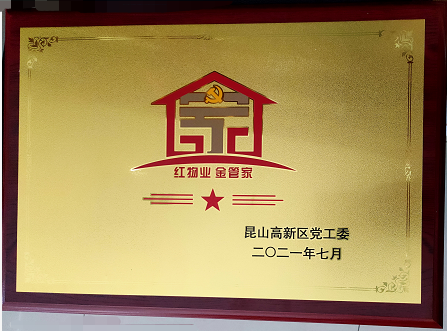 红物业 金管家
昆山高新区党工委
二〇二一年七月